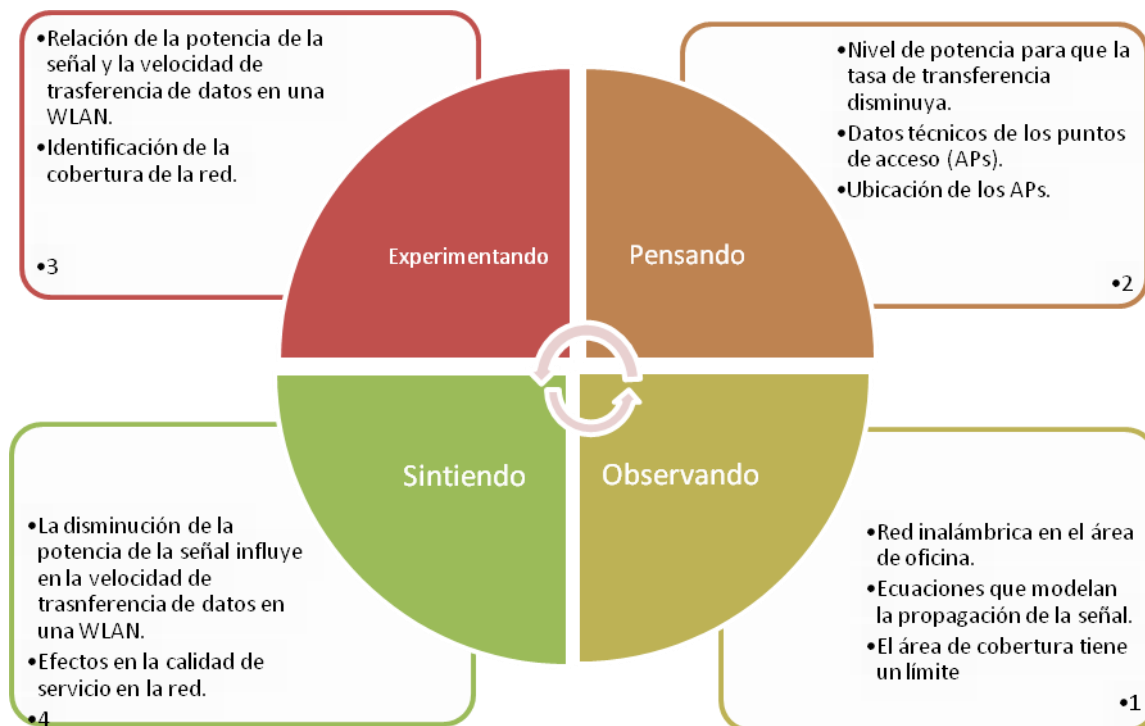 •Relación de la potencia de la
señal y la velocidad de
trasferencia de datos en una
WLAN.
•Identificación de la
cobertura de la red.
•3
•Nivel de potencia para que la
tasa de transferencia
disminuya.
•Datos técnicos de los puntos
de acceso (APs).
•Ubicación de los APs.
•2
Experimentando
Pensando
Sintiendo
Observando
•La disminución de la
potencia de la señal influye
en la velocidad de
trasnferencia de datos en
una WLAN.
•Efectos en la calidad de
servicio en la red.
•4
•Red inalámbrica en el área
de oficina.
•Ecuaciones que modelan
la propagación de la señal.
•El área de cobertura tiene
un límite
•1